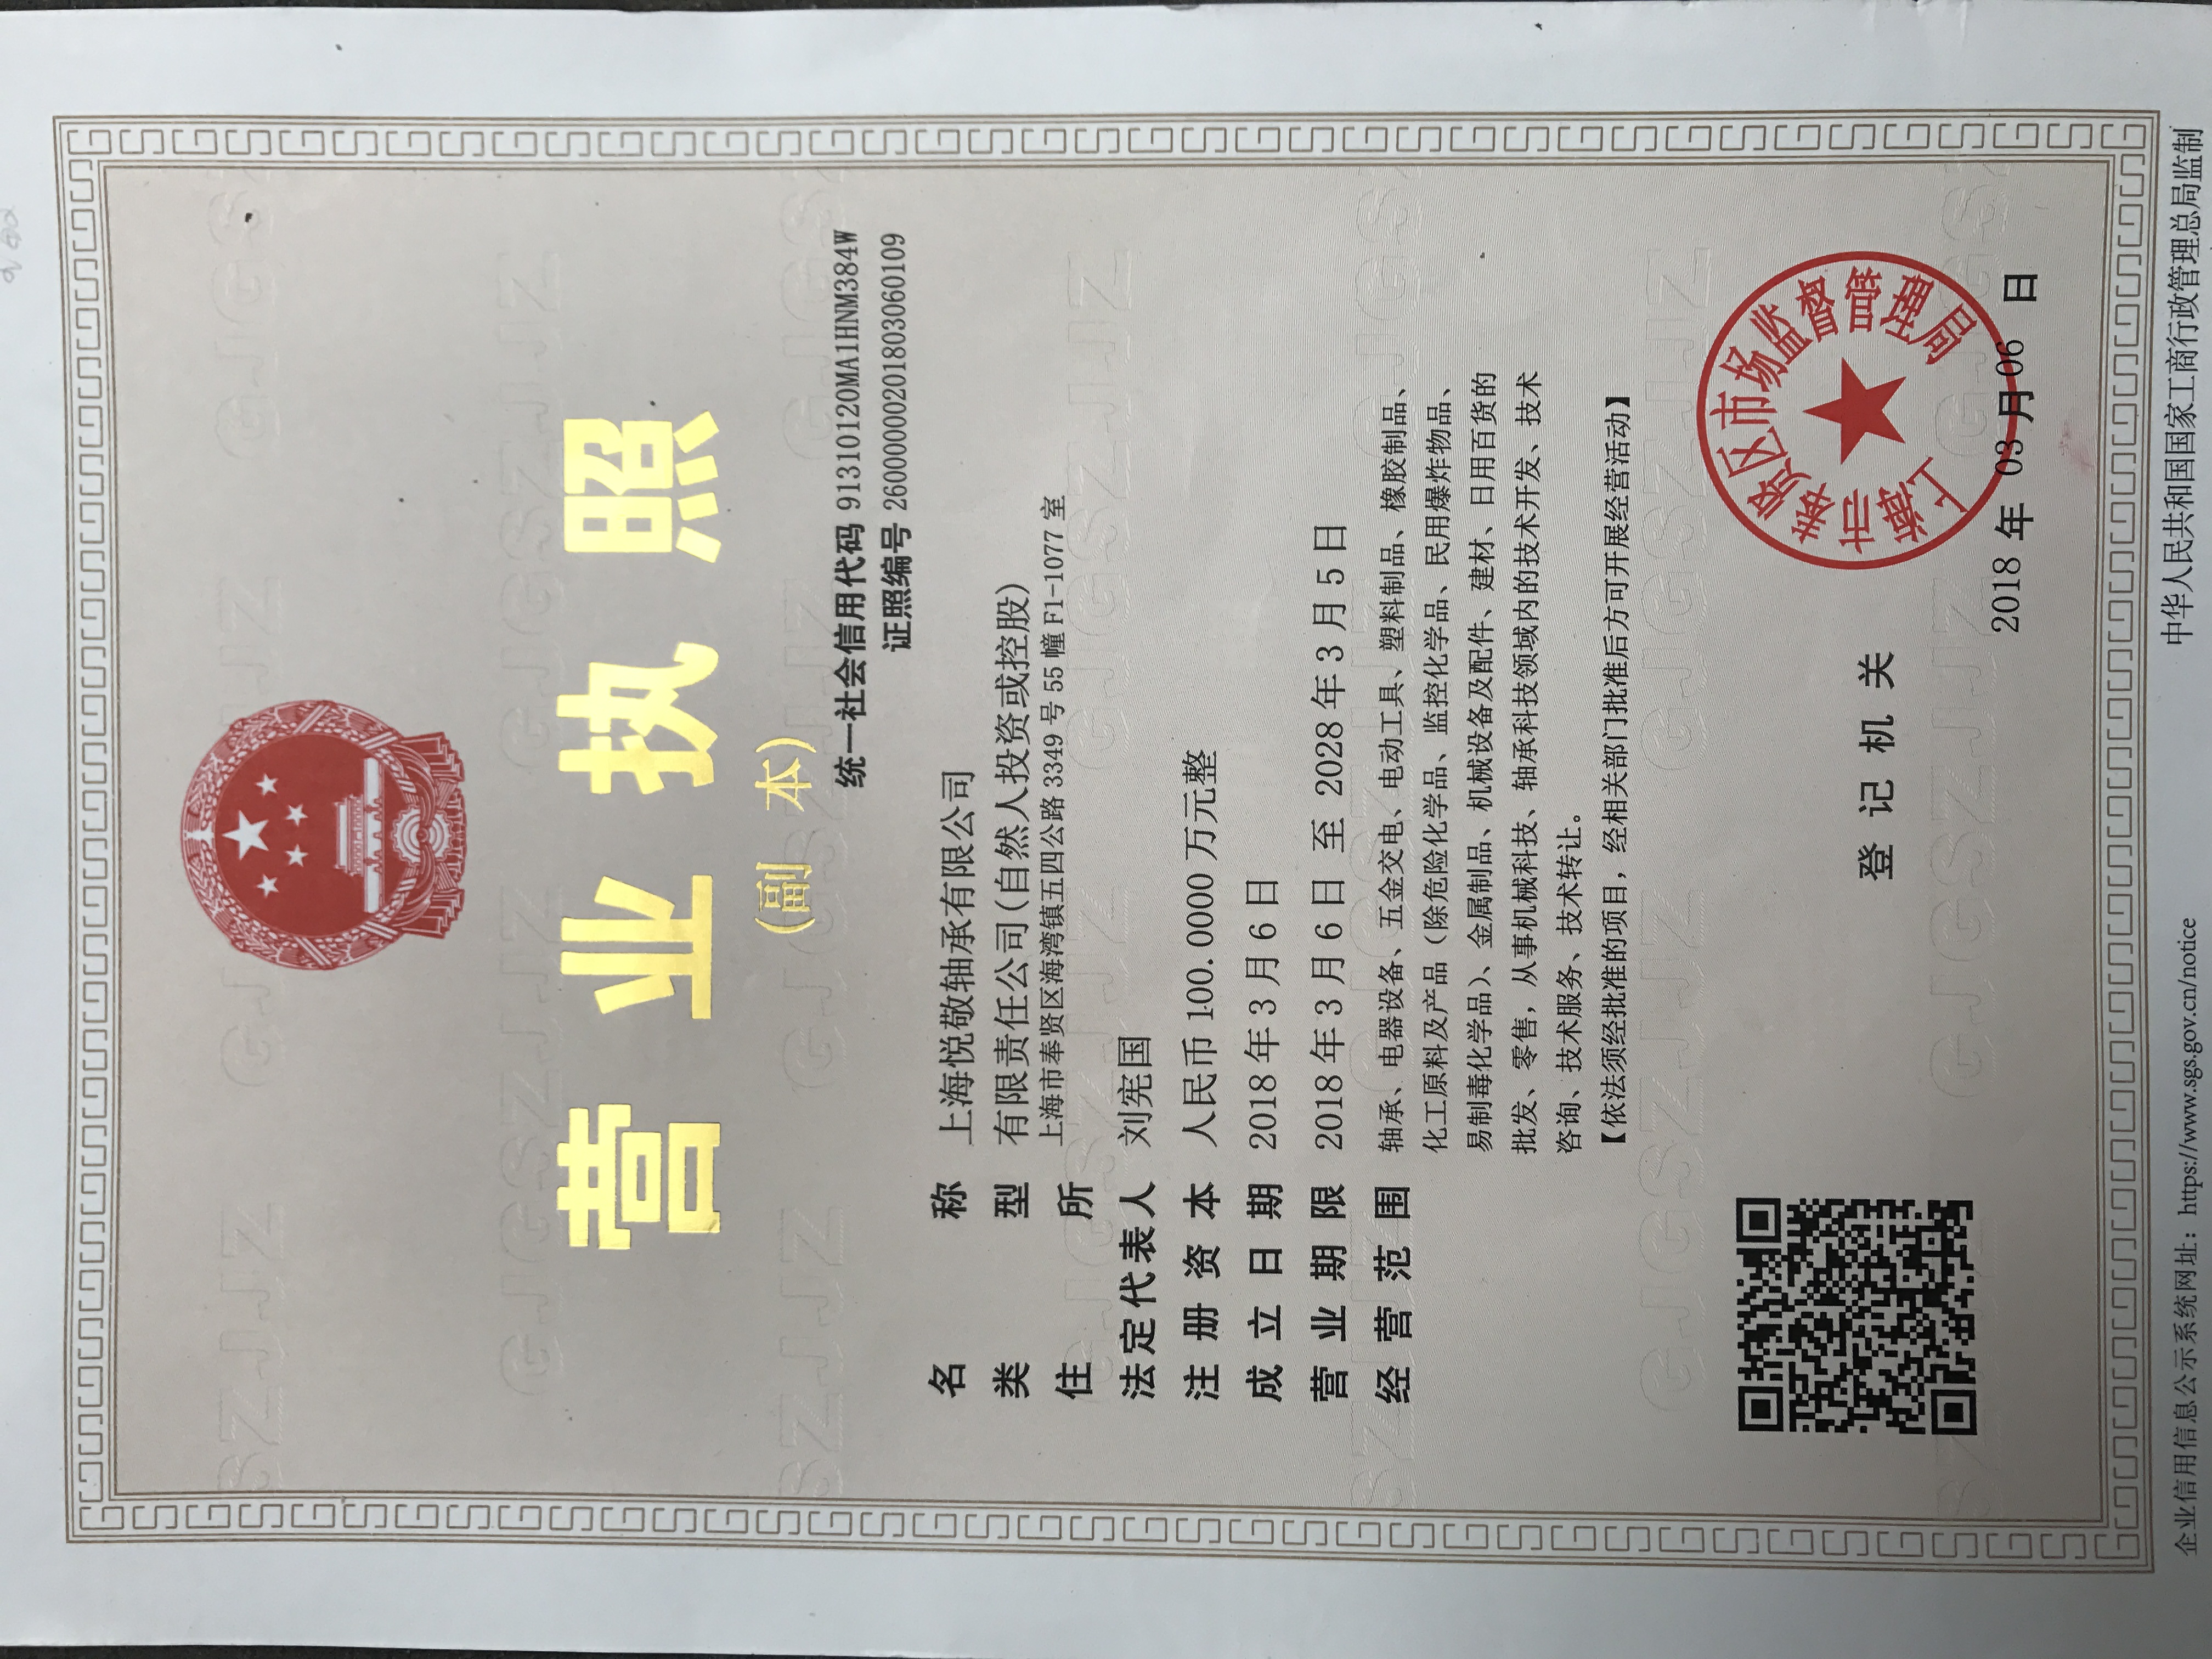 营业执照
(副 本)
统一社会信用代码 91310120MA1HNM384W
证照编号 26000000201803060109
名称 上海悦敬轴承有限公司
类型 有限责任公司(自然人投资或控股)
住所 上海市奉贤区海湾镇五四公路3349号55幢F1-1077室
法定代表人 刘宪国
注册资本 人民币100.0000万元整
成立日期 2018年3月6日
营业期限 2018年3月6日 至 2028年3月5日
经营范围 轴承、电器设备、五金交电、电动工具、塑料制品、橡胶制品、
化工原料及产品（除危险化学品、监控化学品、民用爆炸物品、
易制毒化学品）、金属制品、机械设备及配件、建材、日用百货的
批发、零售，从事机械科技、轴承科技领域内的技术开发、技术
咨询、技术服务、技术转让。
【依法须经批准的项目，经相关部门批准后方可开展经营活动】
登记机关
上海市奉贤区市场监督管理局
2018年03月06日
企业信用信息公示系统网址：https://www.sgs.gov.cn/notice
中华人民共和国国家工商行政管理总局监制